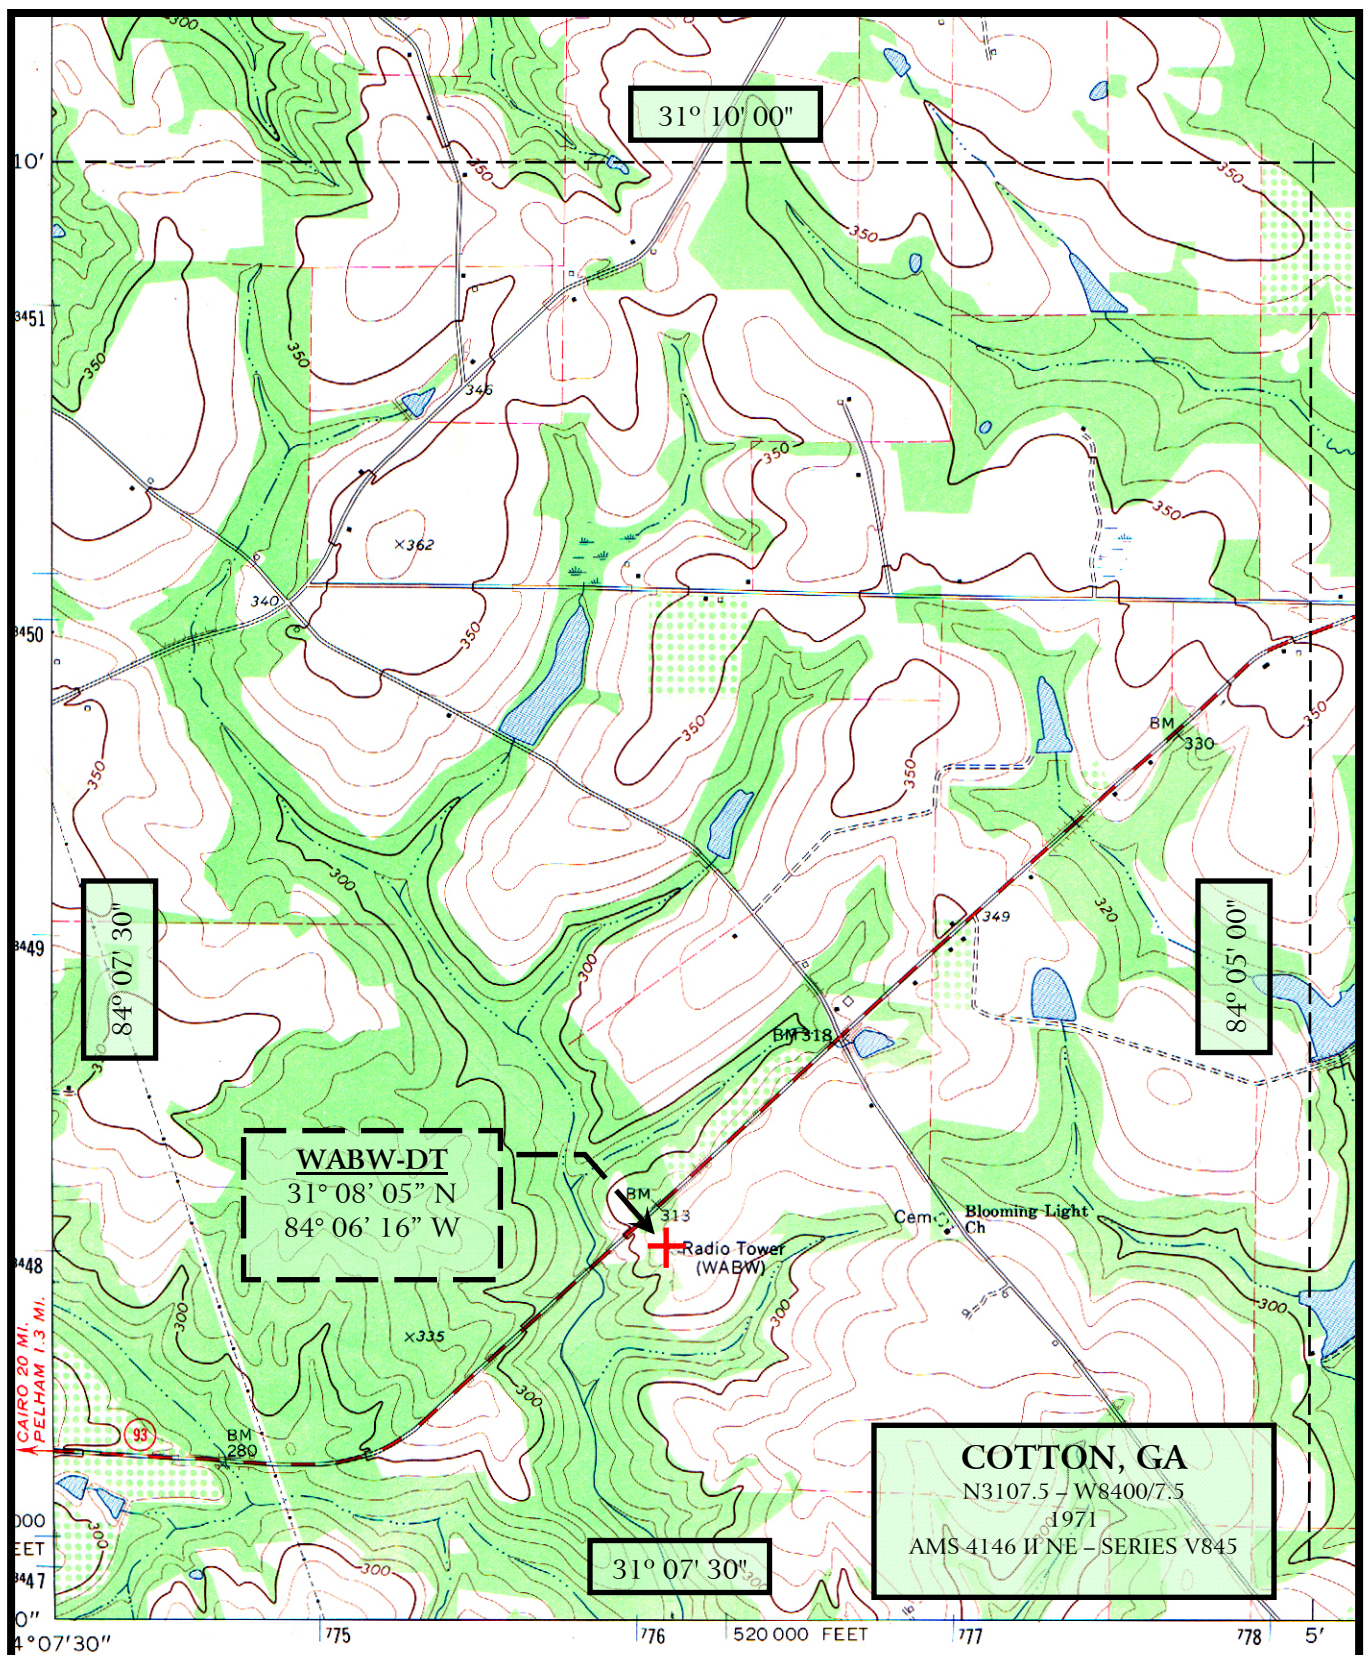 300
31° 10' 00"
10'
350
350
350
3451
350
350
346
350
350
×362
340
3450
350
350
BM
330
350
350
350
300
349
320
3449
84° 07' 30"
300
84° 05' 00"
BM 318
WABW-DT
31° 08' 05" N
84° 06' 16" W
BM
313
Cem
Blooming Light
Ch
Radio Tower
(WABW)
3448
300
300
300
×335
CAIRO 20 MI.
PELHAM 1.3 MI.
300
93
BM
280
COTTON, GA
N3107.5 – W8400/7.5
1971
AMS 4146 II NE – SERIES V845
000
EET
300
300
31° 07' 30"
3447
0"
4°07'30"
775
776
520 000 FEET
777
778
5'